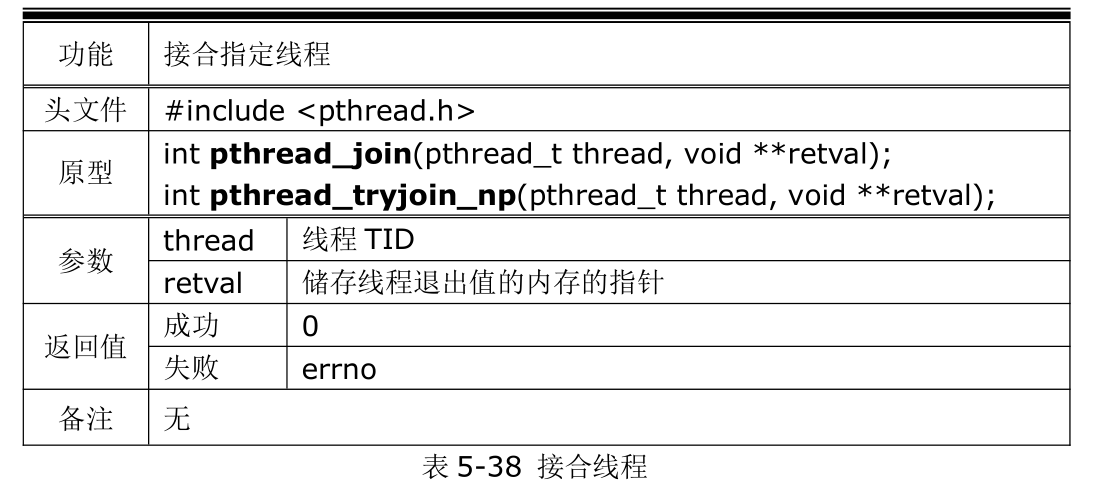 功能 接合指定线程
头文件 #include <pthread.h>
原型 int pthread_join(pthread_t thread, void **retval);
int pthread_tryjoin_np(pthread_t thread, void **retval);
参数 thread 线程 TID
retval 储存线程退出值的内存的指针
返回值 成功 0
失败 errno
备注 无
表 5-38 接合线程